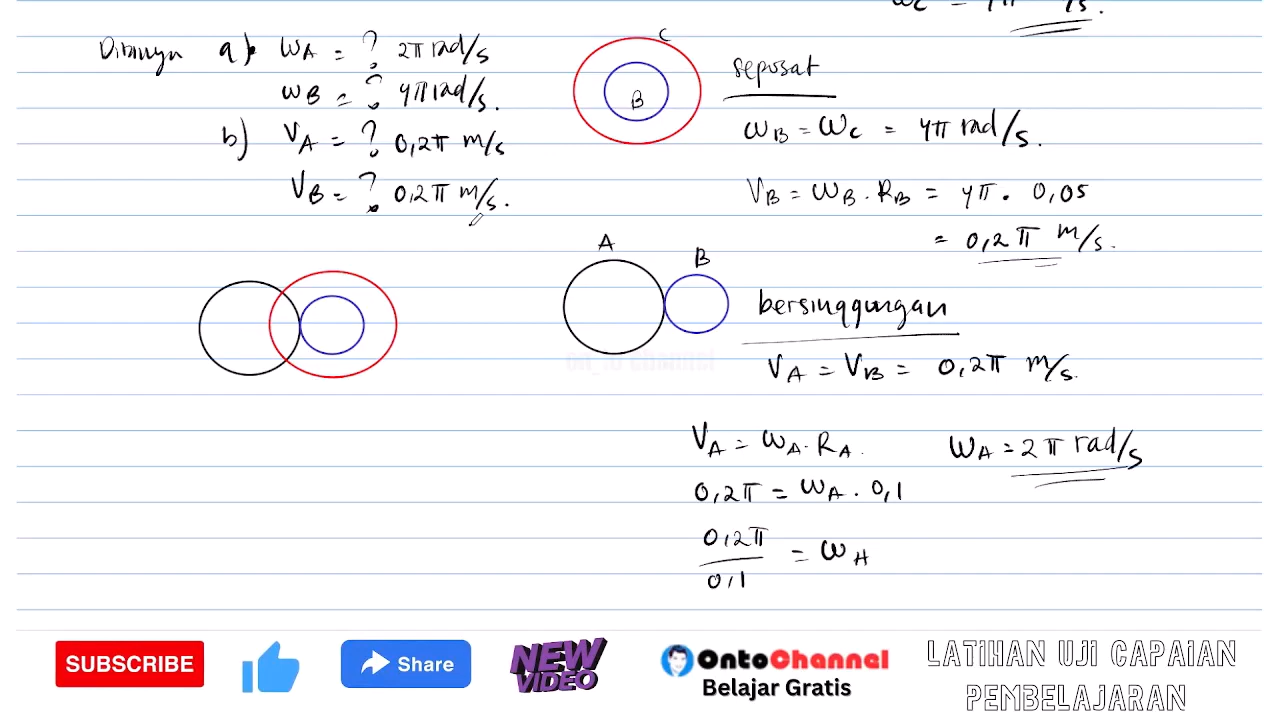 ωC = 4π rad/s.
Ditanya a) ωA = ? 2π rad/s
ωB = ? 4π rad/s.
b) VA = ? 0,2π m/s
VB = ? 0,2π m/s.
C
B
sepusat
ωB = ωC = 4π rad/s.
VB = ωB . RB = 4π . 0,05
= 0,2π m/s.
A
B
bersinggungan
VA = VB = 0,2π m/s.
VA = ωA . RA
0,2π = ωA . 0,1
0,2π
0,1
= ωA
ωA = 2π rad/s
SUBSCRIBE
Share
NEW
VIDEO
OntoChannel
Belajar Gratis
LATIHAN UJI CAPAIAN
PEMBELAJARAN